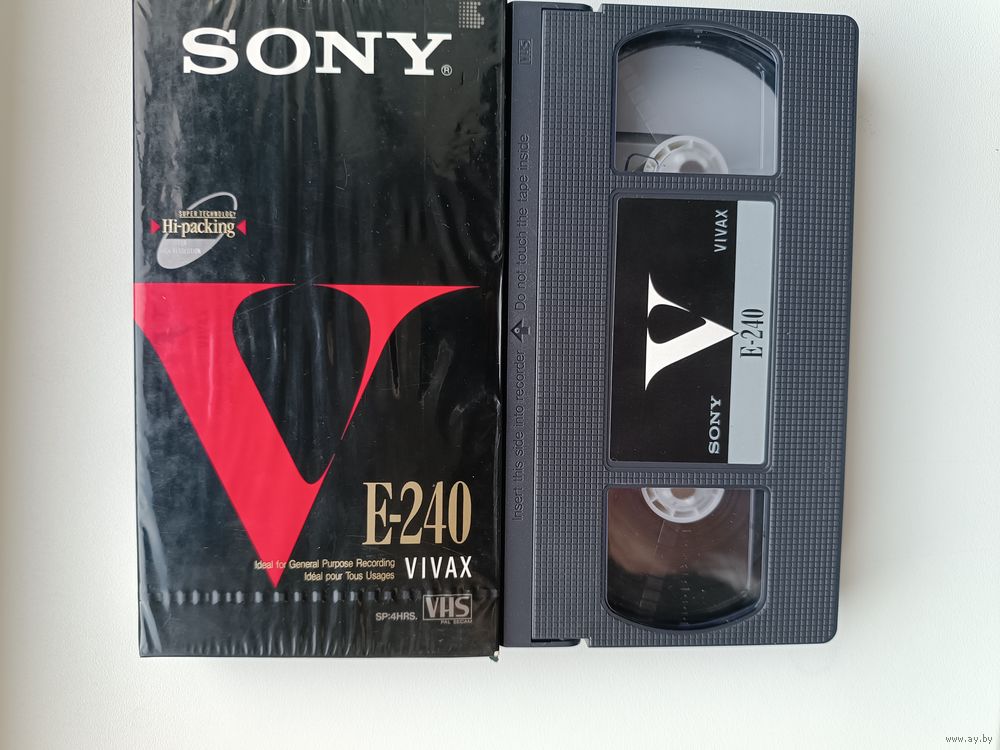 SONY®
SUPER TECHNOLOGY
Hi-packing
E-240
Ideal for General Purpose Recording
Idéal pour Tous Usages
VIVAX
SP:4HRS.
VHS
PAL SECAM
VHS
Insert this side into recorder Do not touch the tape inside
SONY
V
VIVAX
E-240
www.ay.by